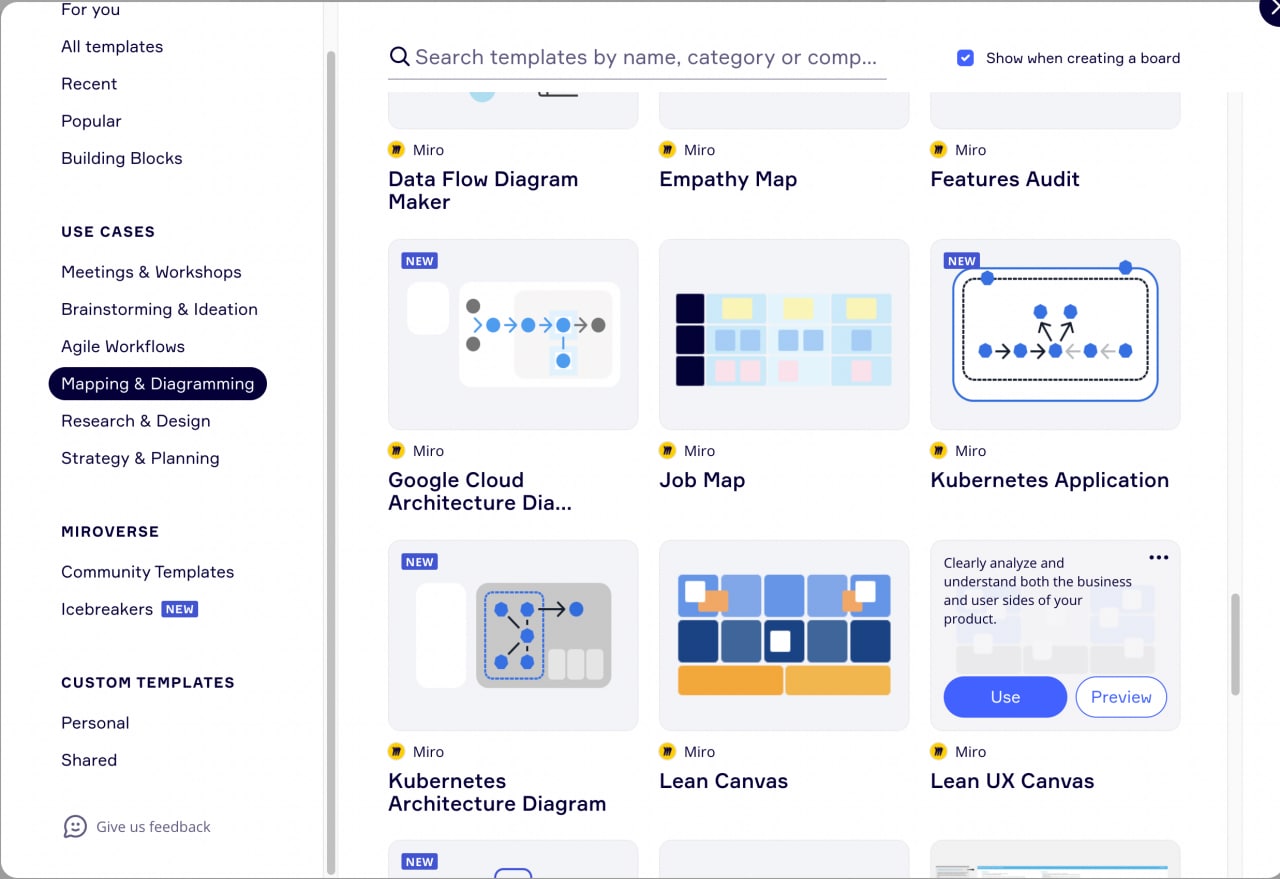 For you
All templates
Recent
Popular
Building Blocks
USE CASES
Meetings & Workshops
Brainstorming & Ideation
Agile Workflows
Mapping & Diagramming
Research & Design
Strategy & Planning
MIROVERSE
Community Templates
Icebreakers NEW
CUSTOM TEMPLATES
Personal
Shared
Give us feedback
Search templates by name, category or comp...
Show when creating a board
Miro
Data Flow Diagram
Maker
Miro
Empathy Map
Miro
Features Audit
NEW
Miro
Google Cloud
Architecture Dia...
Miro
Job Map
NEW
Miro
Kubernetes Application
NEW
Miro
Kubernetes
Architecture Diagram
Miro
Lean Canvas
Clearly analyze and
understand both the business
and user sides of your
product.
Use
Preview
Miro
Lean UX Canvas
NEW